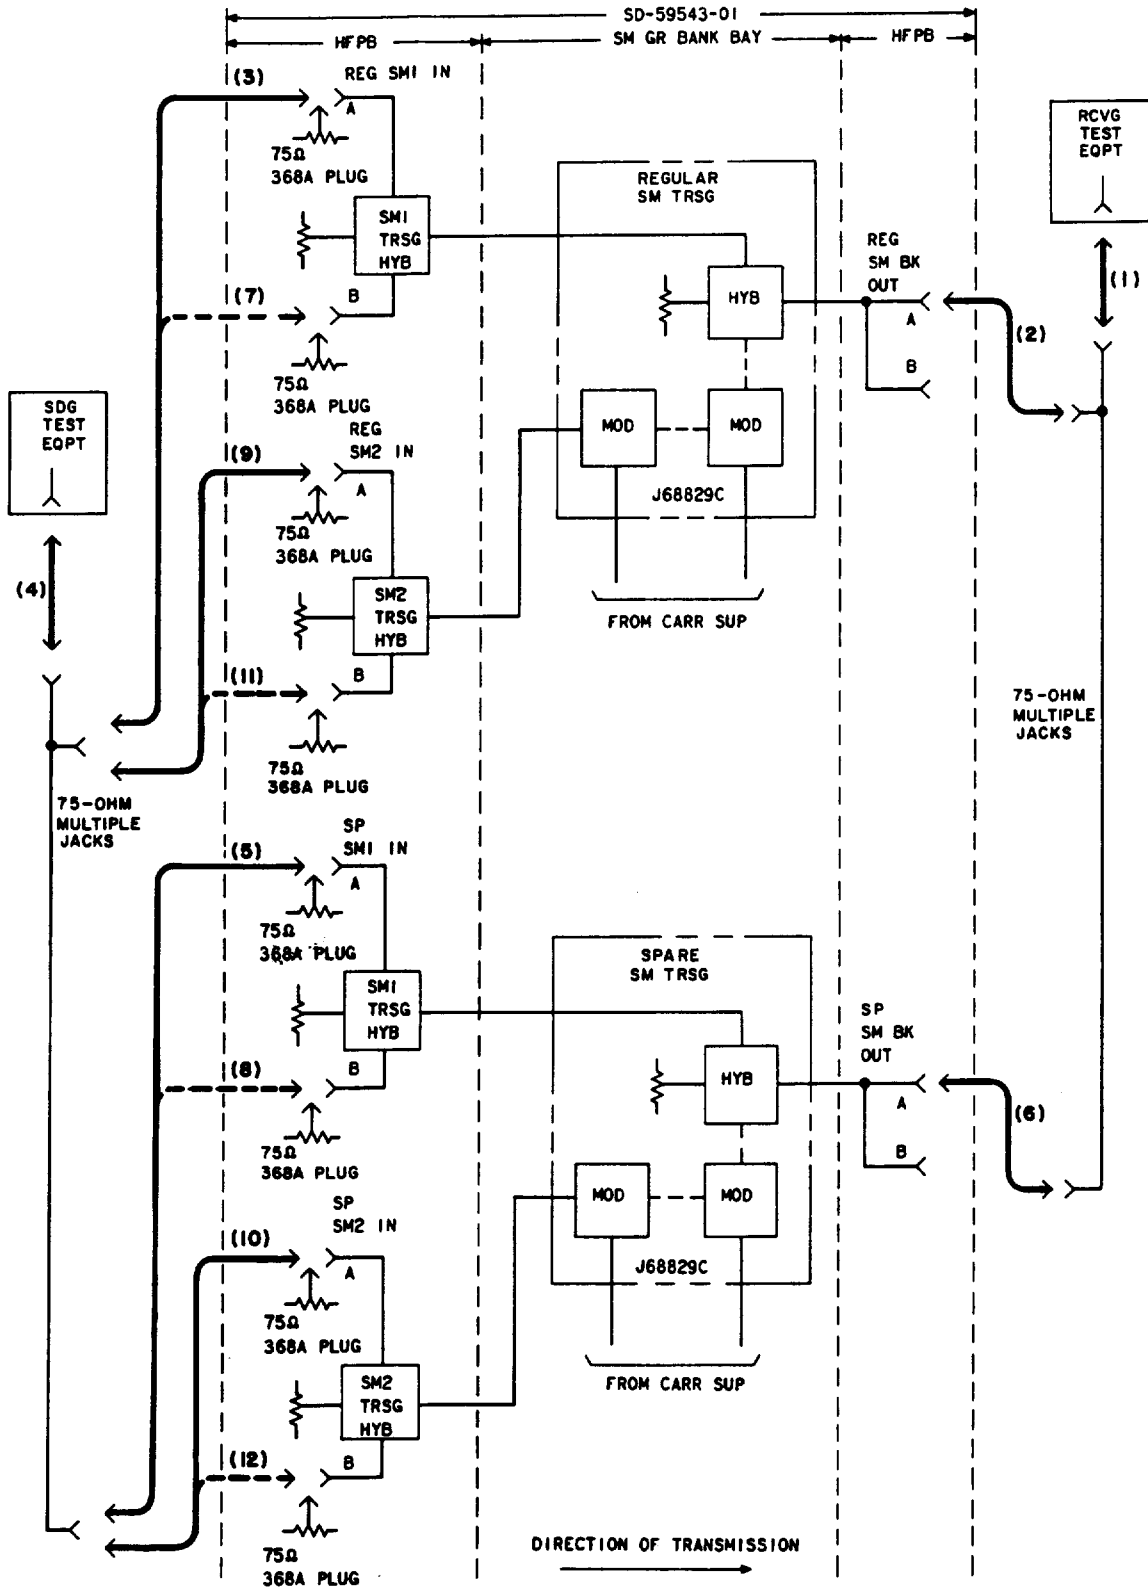 SD-59543-01
HFPB
SM GR BANK BAY
HFPB
(3)
REG SM1 IN
A
75Ω
368A PLUG
SM1
TRSG
HYB
(7)
B
75Ω
368A PLUG
REGULAR
SM TRSG
HYB
MOD
MOD
J68829C
FROM CARR SUP
REG
SM BK
OUT
A
B
RCVG
TEST
EQPT
(1)
(2)
SDG
TEST
EQPT
(4)
(9)
REG
SM2 IN
A
75Ω
368A PLUG
SM2
TRSG
HYB
(11)
B
75Ω
368A PLUG
75-OHM
MULTIPLE
JACKS
75-OHM
MULTIPLE
JACKS
(5)
SP
SM1 IN
A
75Ω
368A PLUG
SM1
TRSG
HYB
(8)
B
75Ω
368A PLUG
SPARE
SM TRSG
HYB
MOD
MOD
J68829C
FROM CARR SUP
SP
SM BK
OUT
A
B
(6)
(10)
SP
SM2 IN
A
75Ω
368A PLUG
SM2
TRSG
HYB
(12)
B
75Ω
368A PLUG
DIRECTION OF TRANSMISSION